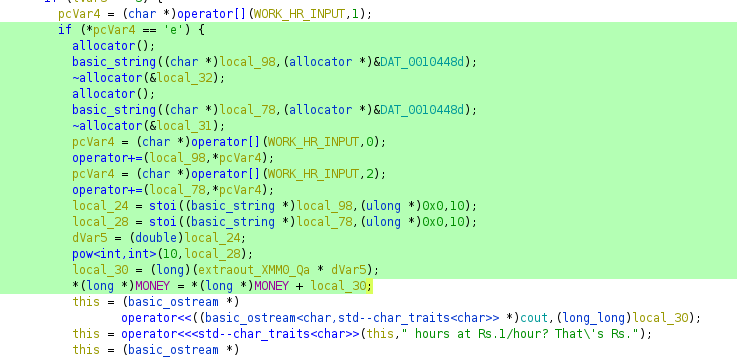 pcVar4 = (char *)operator[](WORK_HR_INPUT,1);
if (*pcVar4 == 'e') {
allocator();
basic_string((char *)local_98,(allocator *)&DAT_0010448d);
~allocator(&local_32);
allocator();
basic_string((char *)local_78,(allocator *)&DAT_0010448d);
~allocator(&local_31);
pcVar4 = (char *)operator[](WORK_HR_INPUT,0);
operator+=(local_98,*pcVar4);
pcVar4 = (char *)operator[](WORK_HR_INPUT,2);
operator+=(local_78,*pcVar4);
local_24 = stoi((basic_string *)local_98,(ulong *)0x0,10);
local_28 = stoi((basic_string *)local_78,(ulong *)0x0,10);
dVar5 = (double)local_24;
pow<int,int>(10,local_28);
local_30 = (long)(extraout_XMM0_Qa * dVar5);
*(long *)MONEY = *(long *)MONEY + local_30;
this = (basic_ostream *)
operator<<((basic_ostream<char,std--char_traits<char>> *)cout,(long_long)local_30);
this = operator<<<std--char_traits<char>>(this," hours at Rs.1/hour? That\'s Rs.");
this = (basic_ostream *)